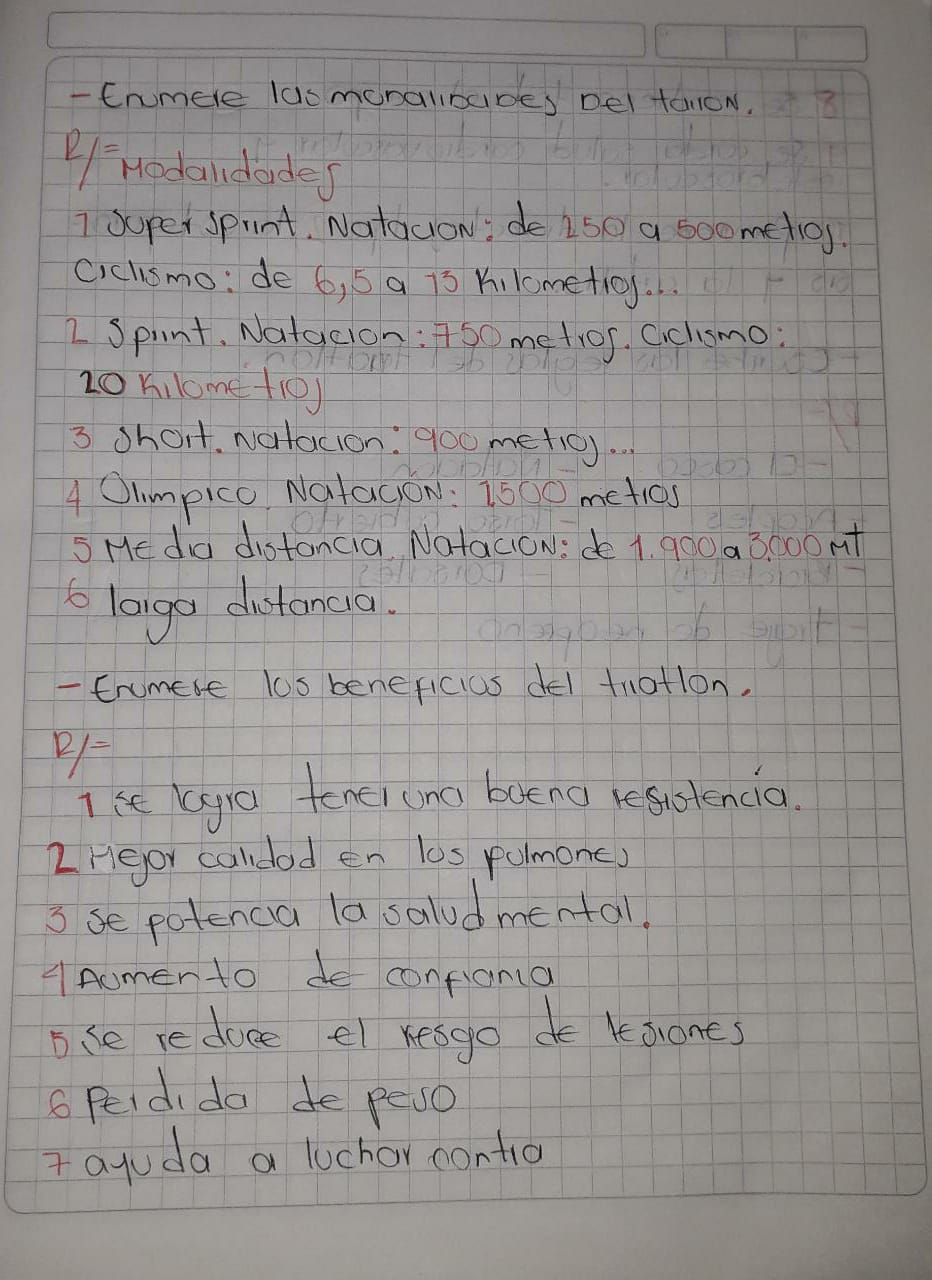 - Enumere las modalidades Del tallon. 3
R/= Modalidades
1 Super sprint. Natacion: de 250 a 500 metros.
Ciclismo: de 6,5 a 13 Kilometros...
2 Sprint. Natacion: 750 metros. Ciclismo:
20 Kilometros
3 Short. Natacion: 900 metros...
4 Olimpico. Natacion: 1500 metros
5 Media distancia. Natacion: de 1.900 a 3.000 MT
6 larga distancia.
- Enumere los beneficios del triatlon.
R/=
1 se logra tener una buena resistencía.
2 Mejor calidad en los pulmones
3 se potencia la salud mental.
4 Aumento de confianza
5 Se reduce el resgo de lesiones
6 Perdida de peso
7 ayuda a luchar contra